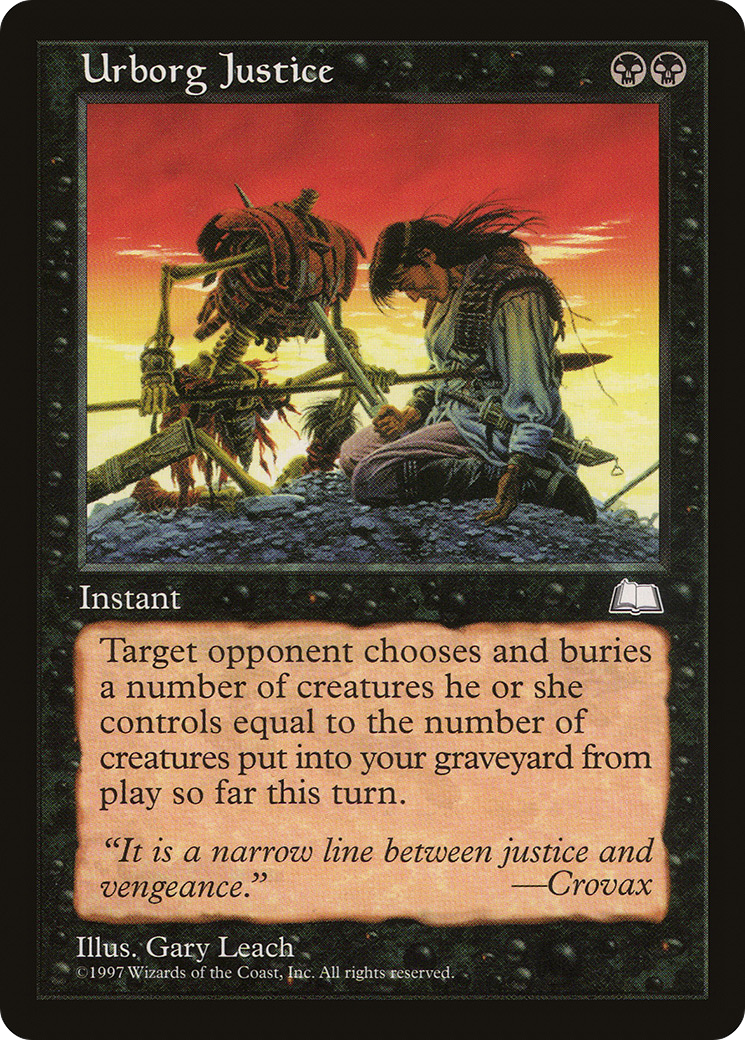 Urborg Justice
Instant
Target opponent chooses and buries
a number of creatures he or she
controls equal to the number of
creatures put into your graveyard from
play so far this turn.
“It is a narrow line between justice and
vengeance.” —Crovax
Illus. Gary Leach
©1997 Wizards of the Coast, Inc. All rights reserved.